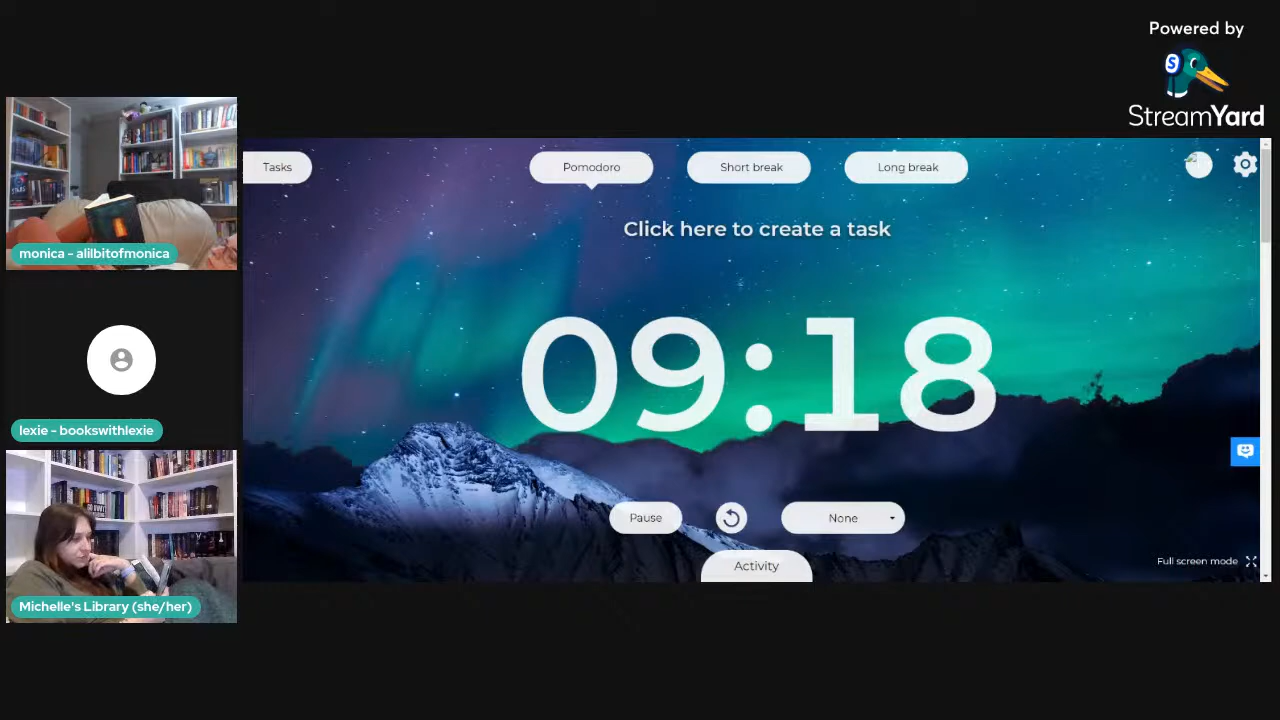 Powered by
S
StreamYard
Tasks
Pomodoro
Short break
Long break
Click here to create a task
09:18
Pause
None
Activity
Full screen mode
monica - alilbitofmonica
lexie - bookswithlexie
Michelle's Library (she/her)